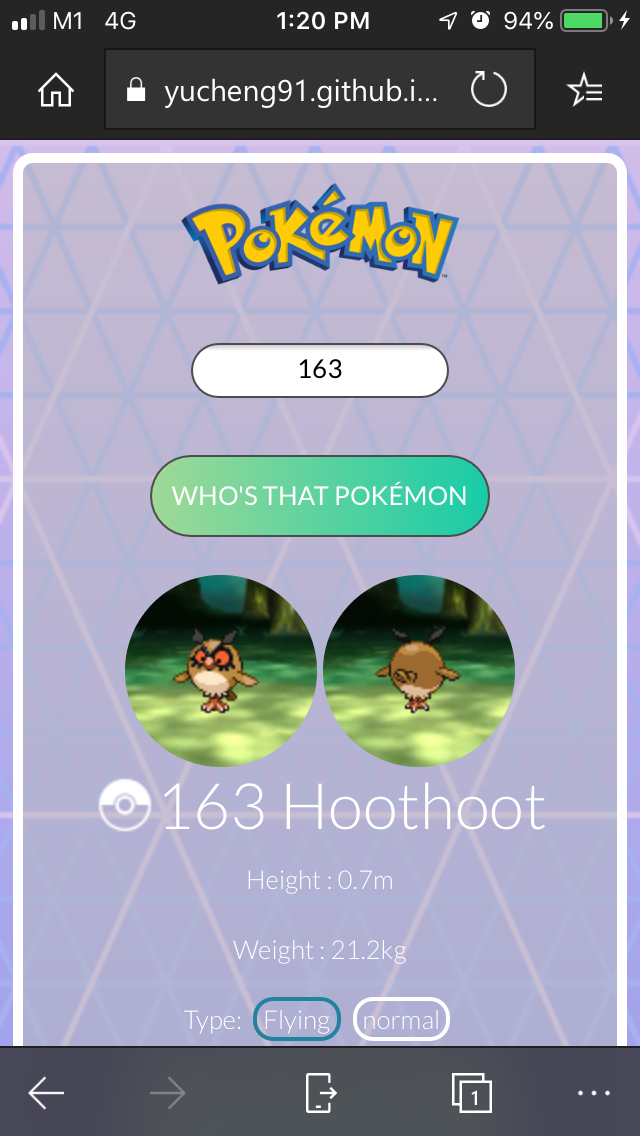 M1 4G 1:20 PM 94%
yucheng91.github.i...
POKéMON
163
WHO'S THAT POKÉMON
163 Hoothoot
Height : 0.7m
Weight : 21.2kg
Type: Flying normal
1